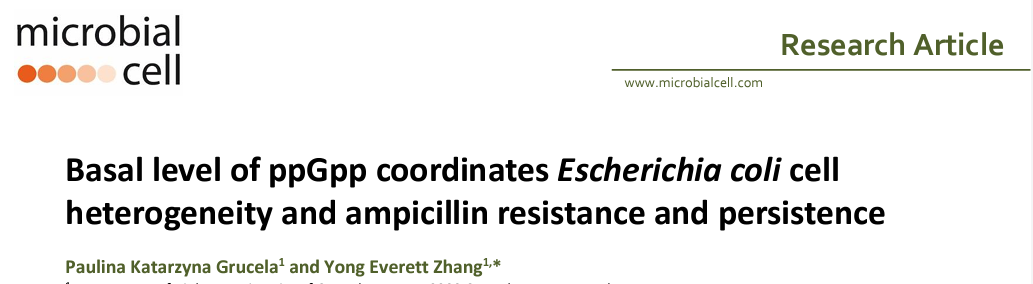 microbial
cell
Research Article
www.microbialcell.com
Basal level of ppGpp coordinates Escherichia coli cell
heterogeneity and ampicillin resistance and persistence
Paulina Katarzyna Grucela1 and Yong Everett Zhang1,*